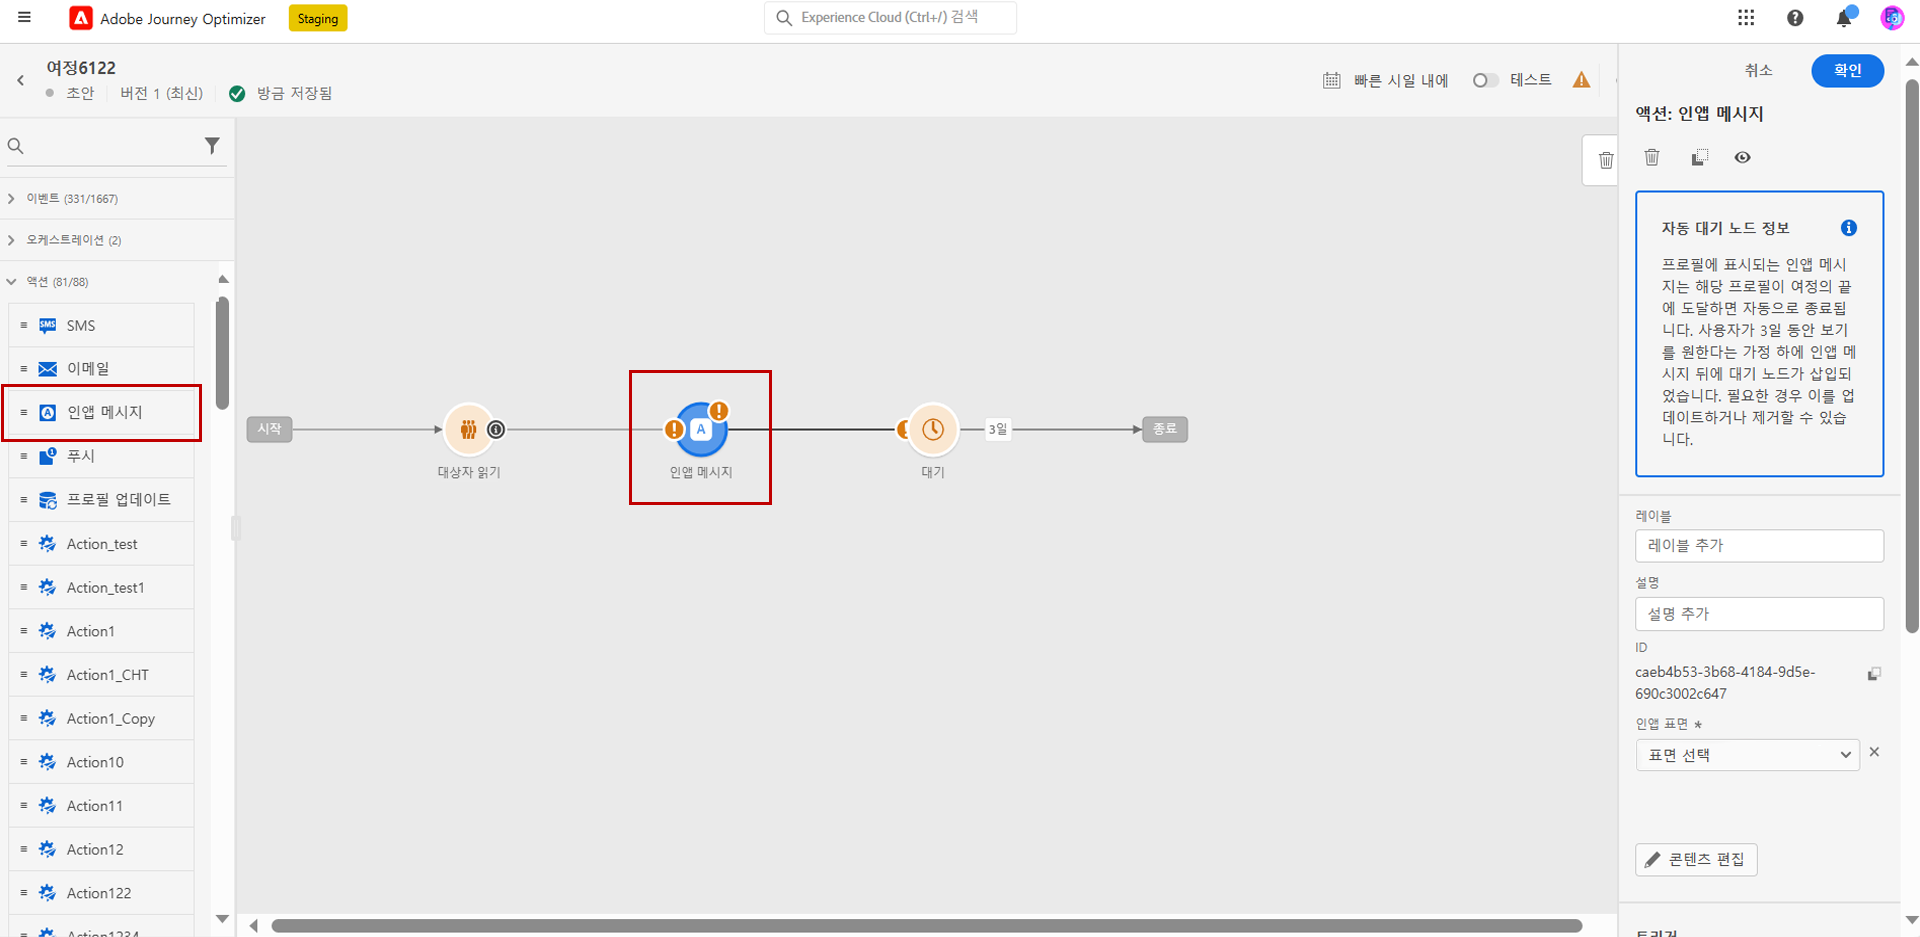 Adobe Journey Optimizer
Staging
Experience Cloud (Ctrl+/) 검색
여정6122
초안
버전 1 (최신)
방금 저장됨
빠른 시일 내에
테스트
취소
확인
액션: 인앱 메시지
이벤트 (331/1667)
오케스트레이션 (2)
액션 (81/88)
SMS
SMS
이메일
인앱 메시지
푸시
프로필 업데이트
Action_test
Action_test1
Action1
Action1_CHT
Action1_Copy
Action10
Action11
Action12
Action122
Action1234
시작
대상자 읽기
A
인앱 메시지
대기
3일
종료
자동 대기 노드 정보
프로필에 표시되는 인앱 메시
지는 해당 프로필이 여정의 끝
에 도달하면 자동으로 종료됩
니다. 사용자가 3일 동안 보기
를 원한다는 가정 하에 인앱 메
시지 뒤에 대기 노드가 삽입되
었습니다. 필요한 경우 이를 업
데이트하거나 제거할 수 있습
니다.
레이블
레이블 추가
설명
설명 추가
ID
caeb4b53-3b68-4184-9d5e-
690c3002c647
인앱 표면 *
표면 선택
콘텐츠 편집
트리거